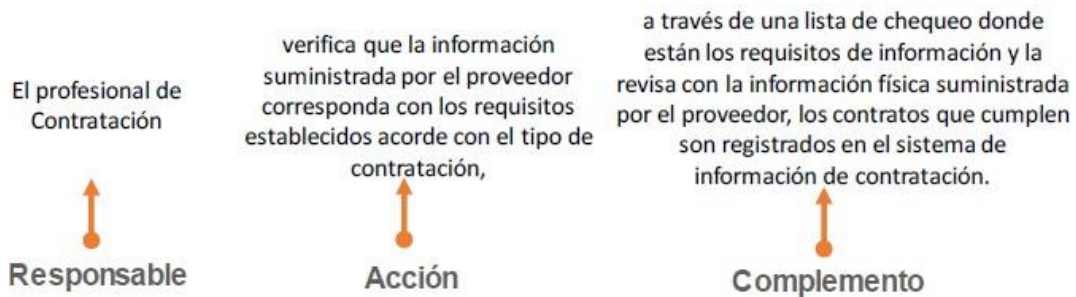 El profesional de
Contratación
verifica que la información
suministrada por el proveedor
corresponda con los requisitos
establecidos acorde con el tipo de
contratación,
a través de una lista de chequeo donde
están los requisitos de información y la
revisa con la información física suministrada
por el proveedor, los contratos que cumplen
son registrados en el sistema de
información de contratación.
Responsable
Acción
Complemento